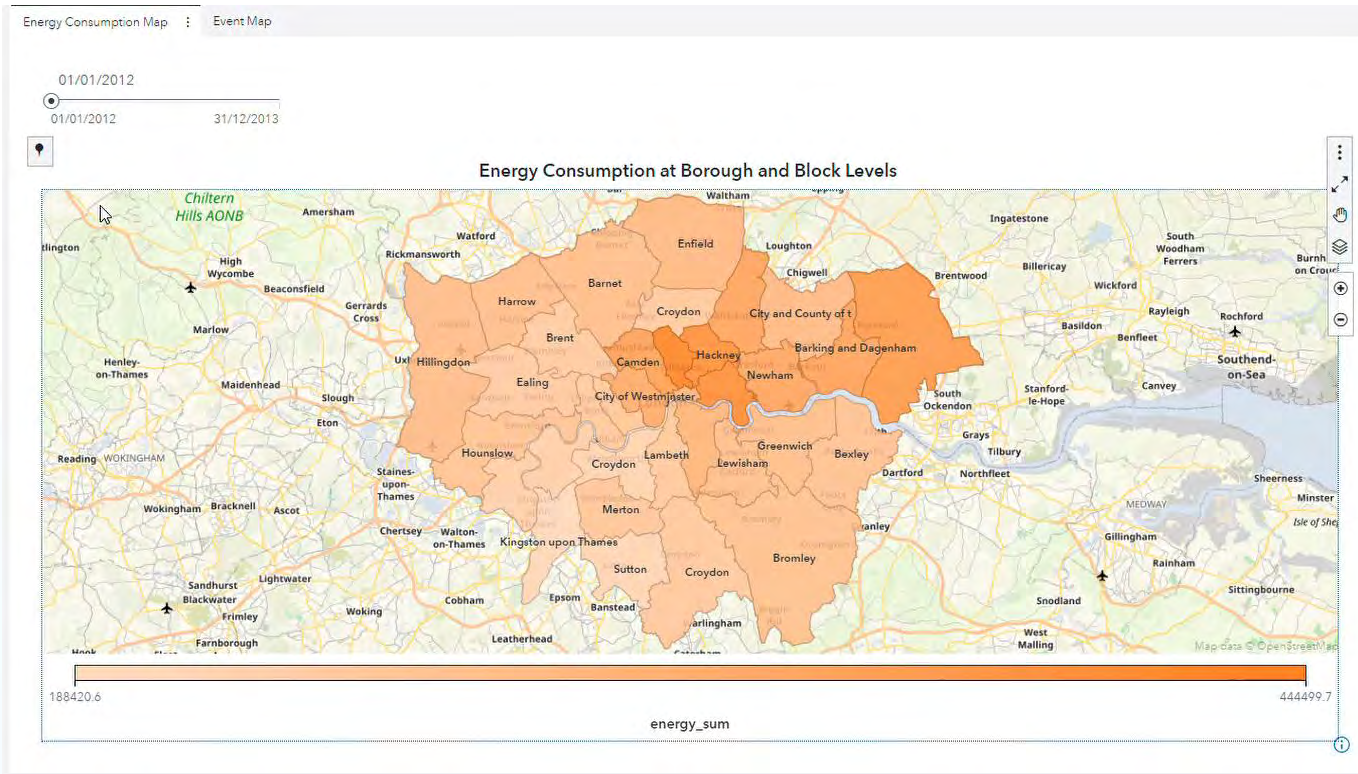 Energy Consumption Map
Event Map
01/01/2012
01/01/2012
31/12/2013
Energy Consumption at Borough and Block Levels
Chiltern
Hills AONB
Waltham
Amersham
Ingatestone
Enfield
Watford
South
Woodham
Ferrers
Loughton
Rickmansworth
High
Wycombe
Chigwell
Billericay
Brentwood
Barnet
Beaconsfield
Wickford
Harrow
Gerrards
Cross
Croydon
City and County of t
Rayleigh
Rochford
Marlow
Basildon
Brent
Benfleet
Barking and Dagenham
Hackney
Henley-
on-Thames
Hillingdon
Camden
Southend-
on-Sea
Newham
Maidenhead
Ealing
Canvey
Stanford-
le-Hope
Slough
City of Westminster
South
Ockendon
Eton
Grays
Greenwich
Hounslow
Lambeth
Bexley
Tilbury
Reading
WOKINGHAM
Croydon
Lewisham
Dartford
Northfleet
Staines-
upon-
Thames
Sheerness
Minster
Wokingham
Bracknell
Ascot
Merton
MEDWAY
Chertsey
Walton-
on-Thames
Kingston upon Thames
Gillingham
Bromley
Rainham
Sutton
Croydon
Lightwater
Sandhurst
Sittingbourne
Blackwater
Cobham
Epsom
Snodland
Banstead
Woking
Frimley
Leatherhead
West
Malling
Farnborough
Map data © OpenStreetMap
188420.6
444499.7
energy_sum